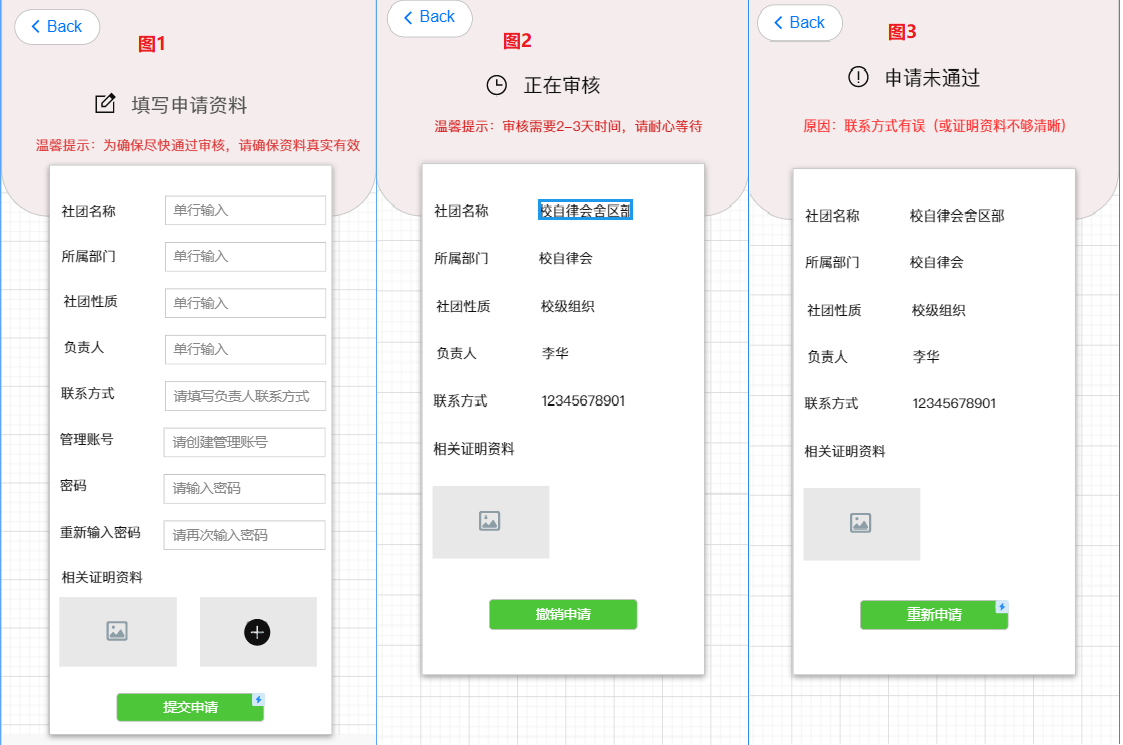 Back
图1
填写申请资料
温馨提示：为确保尽快通过审核，请确保资料真实有效
社团名称 单行输入
所属部门 单行输入
社团性质 单行输入
负责人 单行输入
联系方式 请填写负责人联系方式
管理账号 请创建管理账号
密码 请输入密码
重新输入密码 请再次输入密码
相关证明资料
提交申请
Back
图2
正在审核
温馨提示：审核需要2-3天时间，请耐心等待
社团名称 校自律会舍区部
所属部门 校自律会
社团性质 校级组织
负责人 李华
联系方式 12345678901
相关证明资料
撤销申请
Back
图3
申请未通过
原因：联系方式有误（或证明资料不够清晰）
社团名称 校自律会舍区部
所属部门 校自律会
社团性质 校级组织
负责人 李华
联系方式 12345678901
相关证明资料
重新申请